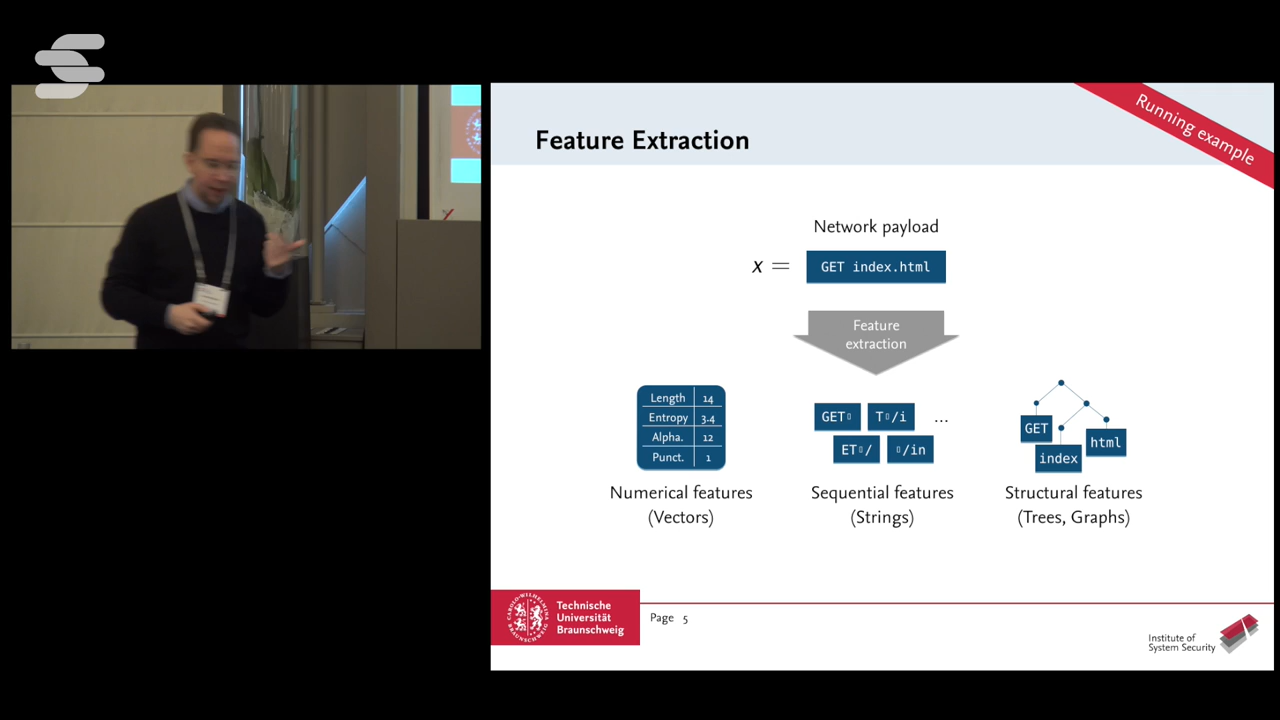 Running example
Feature Extraction
Network payload
x =
GET index.html
Feature
extraction
Length 14
Entropy 3.4
Alpha. 12
Punct. 1
GET▯ T▯/i ...
ET▯/ ▯/in
GET
index
html
Numerical features
(Vectors)
Sequential features
(Strings)
Structural features
(Trees, Graphs)
Technische
Universität
Braunschweig
Page 5
Institute of
System Security